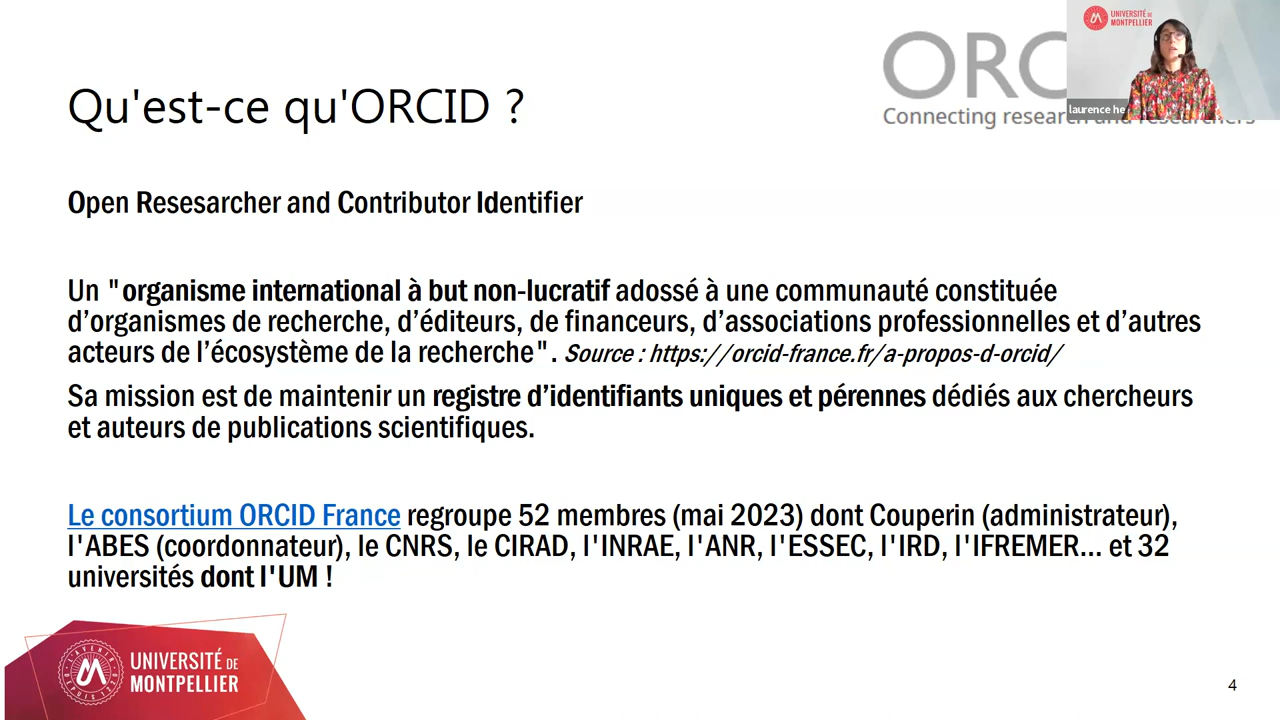 Qu'est-ce qu'ORCID ?
ORC
Connecting research and researchers
UNIVERSITÉ DE
MONTPELLIER
laurence he
Open Resesarcher and Contributor Identifier
Un "organisme international à but non-lucratif adossé à une communauté constituée
d’organismes de recherche, d’éditeurs, de financeurs, d’associations professionnelles et d’autres
acteurs de l’écosystème de la recherche". Source : https://orcid-france.fr/a-propos-d-orcid/
Sa mission est de maintenir un registre d’identifiants uniques et pérennes dédiés aux chercheurs
et auteurs de publications scientifiques.
Le consortium ORCID France regroupe 52 membres (mai 2023) dont Couperin (administrateur),
l'ABES (coordonnateur), le CNRS, le CIRAD, l'INRAE, l'ANR, l'ESSEC, l'IRD, l'IFREMER... et 32
universités dont l'UM !
L'AVENIR DEPUIS 1220
UNIVERSITÉ DE
MONTPELLIER
4